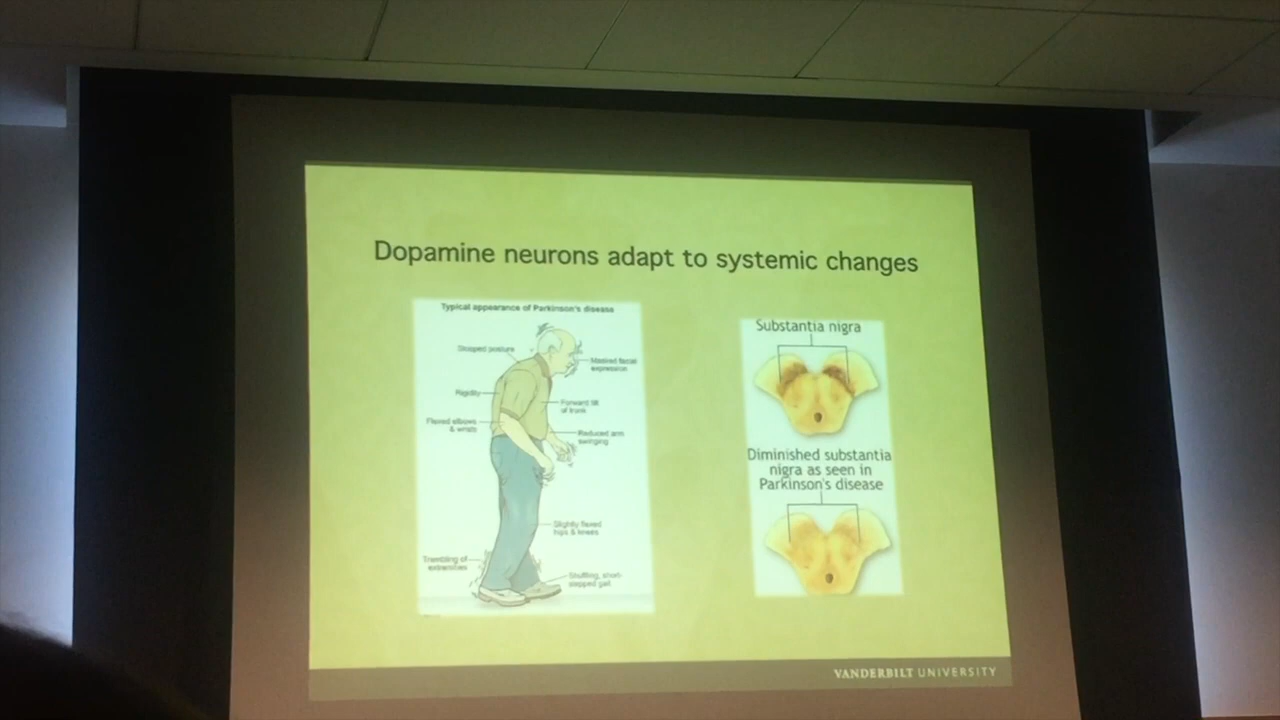 Dopamine neurons adapt to systemic changes
Typical appearance of Parkinson's disease
Stooped posture
Masked facial
expression
Rigidity
Forward tilt
of trunk
Flexed elbows
& wrists
Reduced arm
swinging
Slightly flexed
hips & knees
Trembling of
extremities
Shuffling, short-
stepped gait
Substantia nigra
Diminished substantia
nigra as seen in
Parkinson's disease
VANDERBILT UNIVERSITY